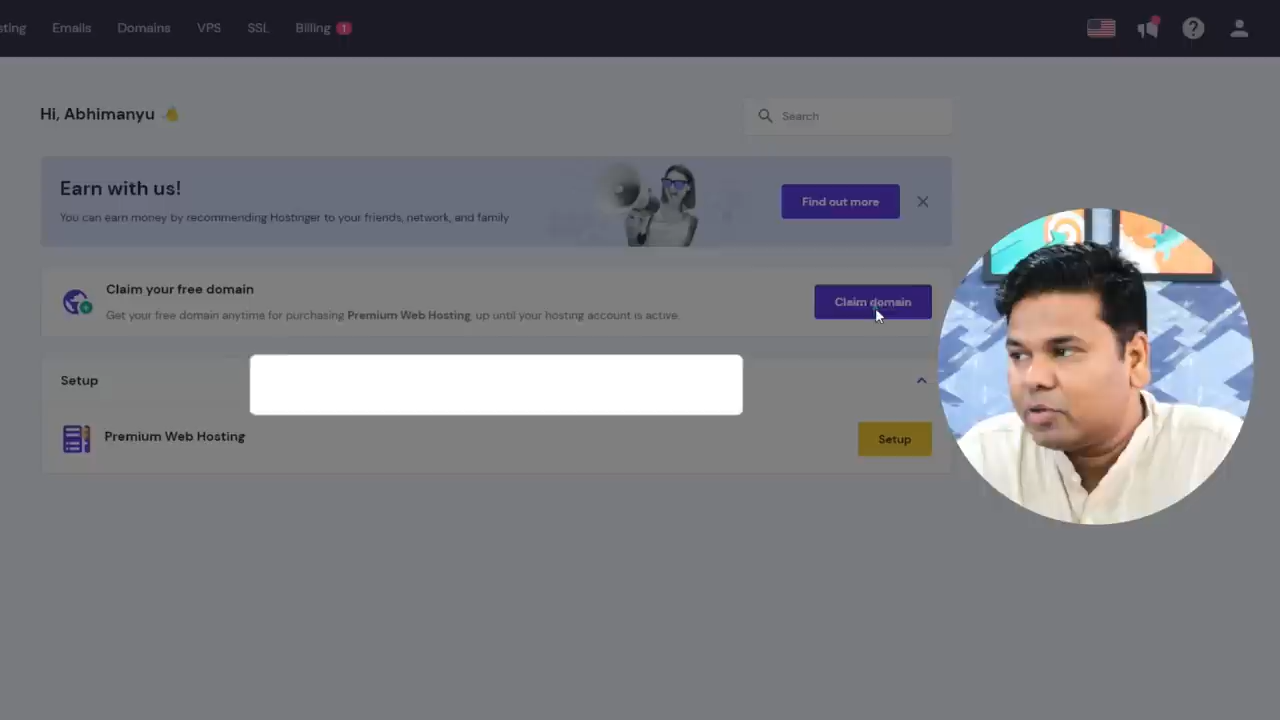 sting Emails Domains VPS SSL Billing 1
Hi, Abhimanyu
Search
Earn with us!
You can earn money by recommending Hostinger to your friends, network, and family
Find out more
Claim your free domain
Get your free domain anytime for purchasing Premium Web Hosting, up until your hosting account is active.
Claim domain
Setup
Premium Web Hosting
Setup